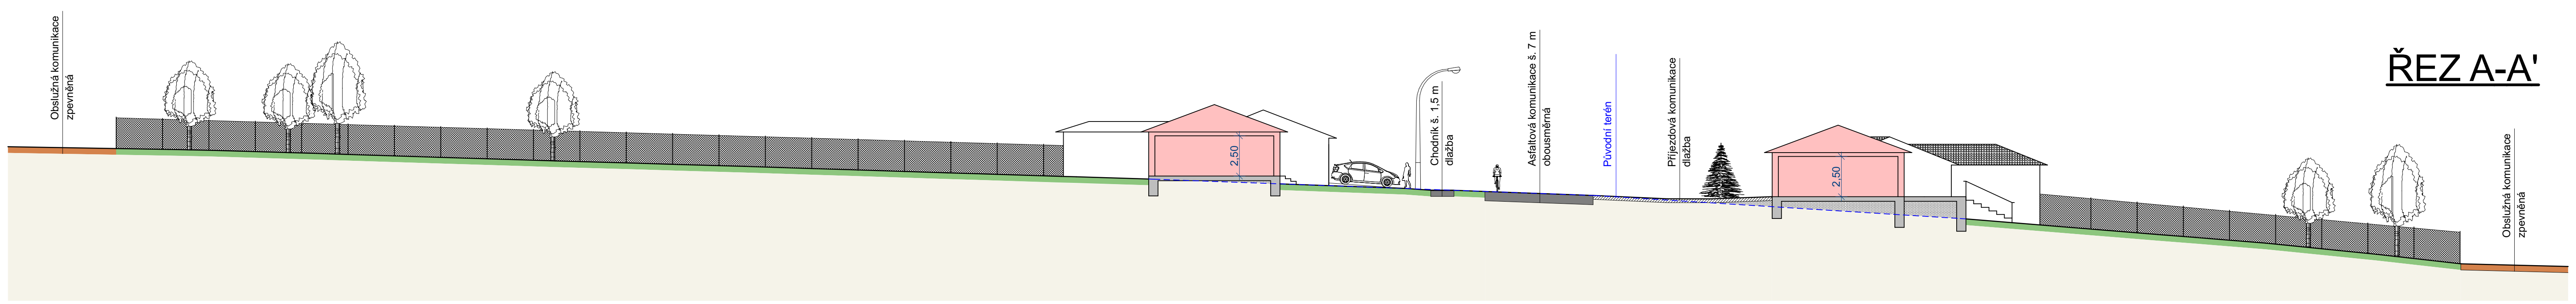 Obslužná komunikace
zpevněná
2,50
Chodník š. 1,5 m
dlažba
Asfaltová komunikace š. 7 m
obousměrná
Původní terén
Příjezdová komunikace
dlažba
2,50
ŘEZ A-A'
Obslužná komunikace
zpevněná